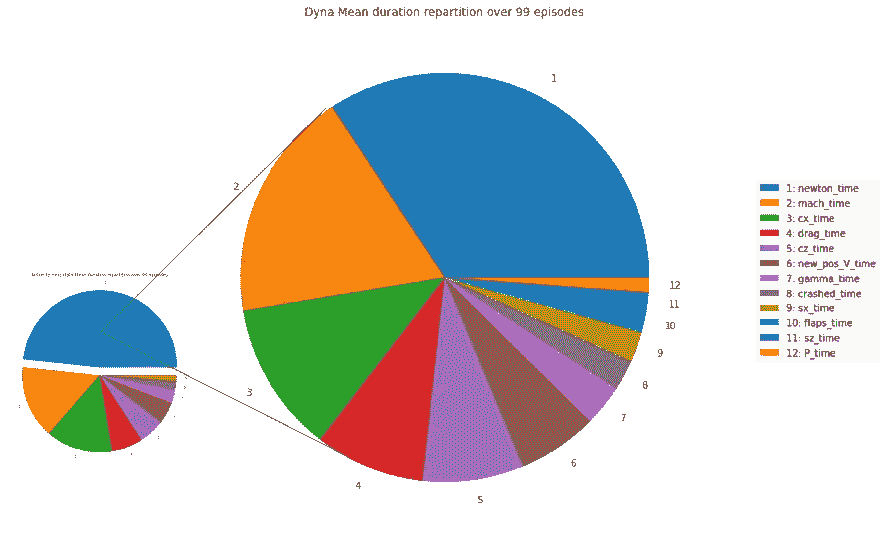 Dyna Mean duration repartition over 99 episodes
1
2
3
4
5
6
7
8
9
10
11
12
1: newton_time
2: mach_time
3: cx_time
4: drag_time
5: cz_time
6: new_pos_V_time
7: gamma_time
8: crashed_time
9: sx_time
10: flaps_time
11: sz_time
12: P_time